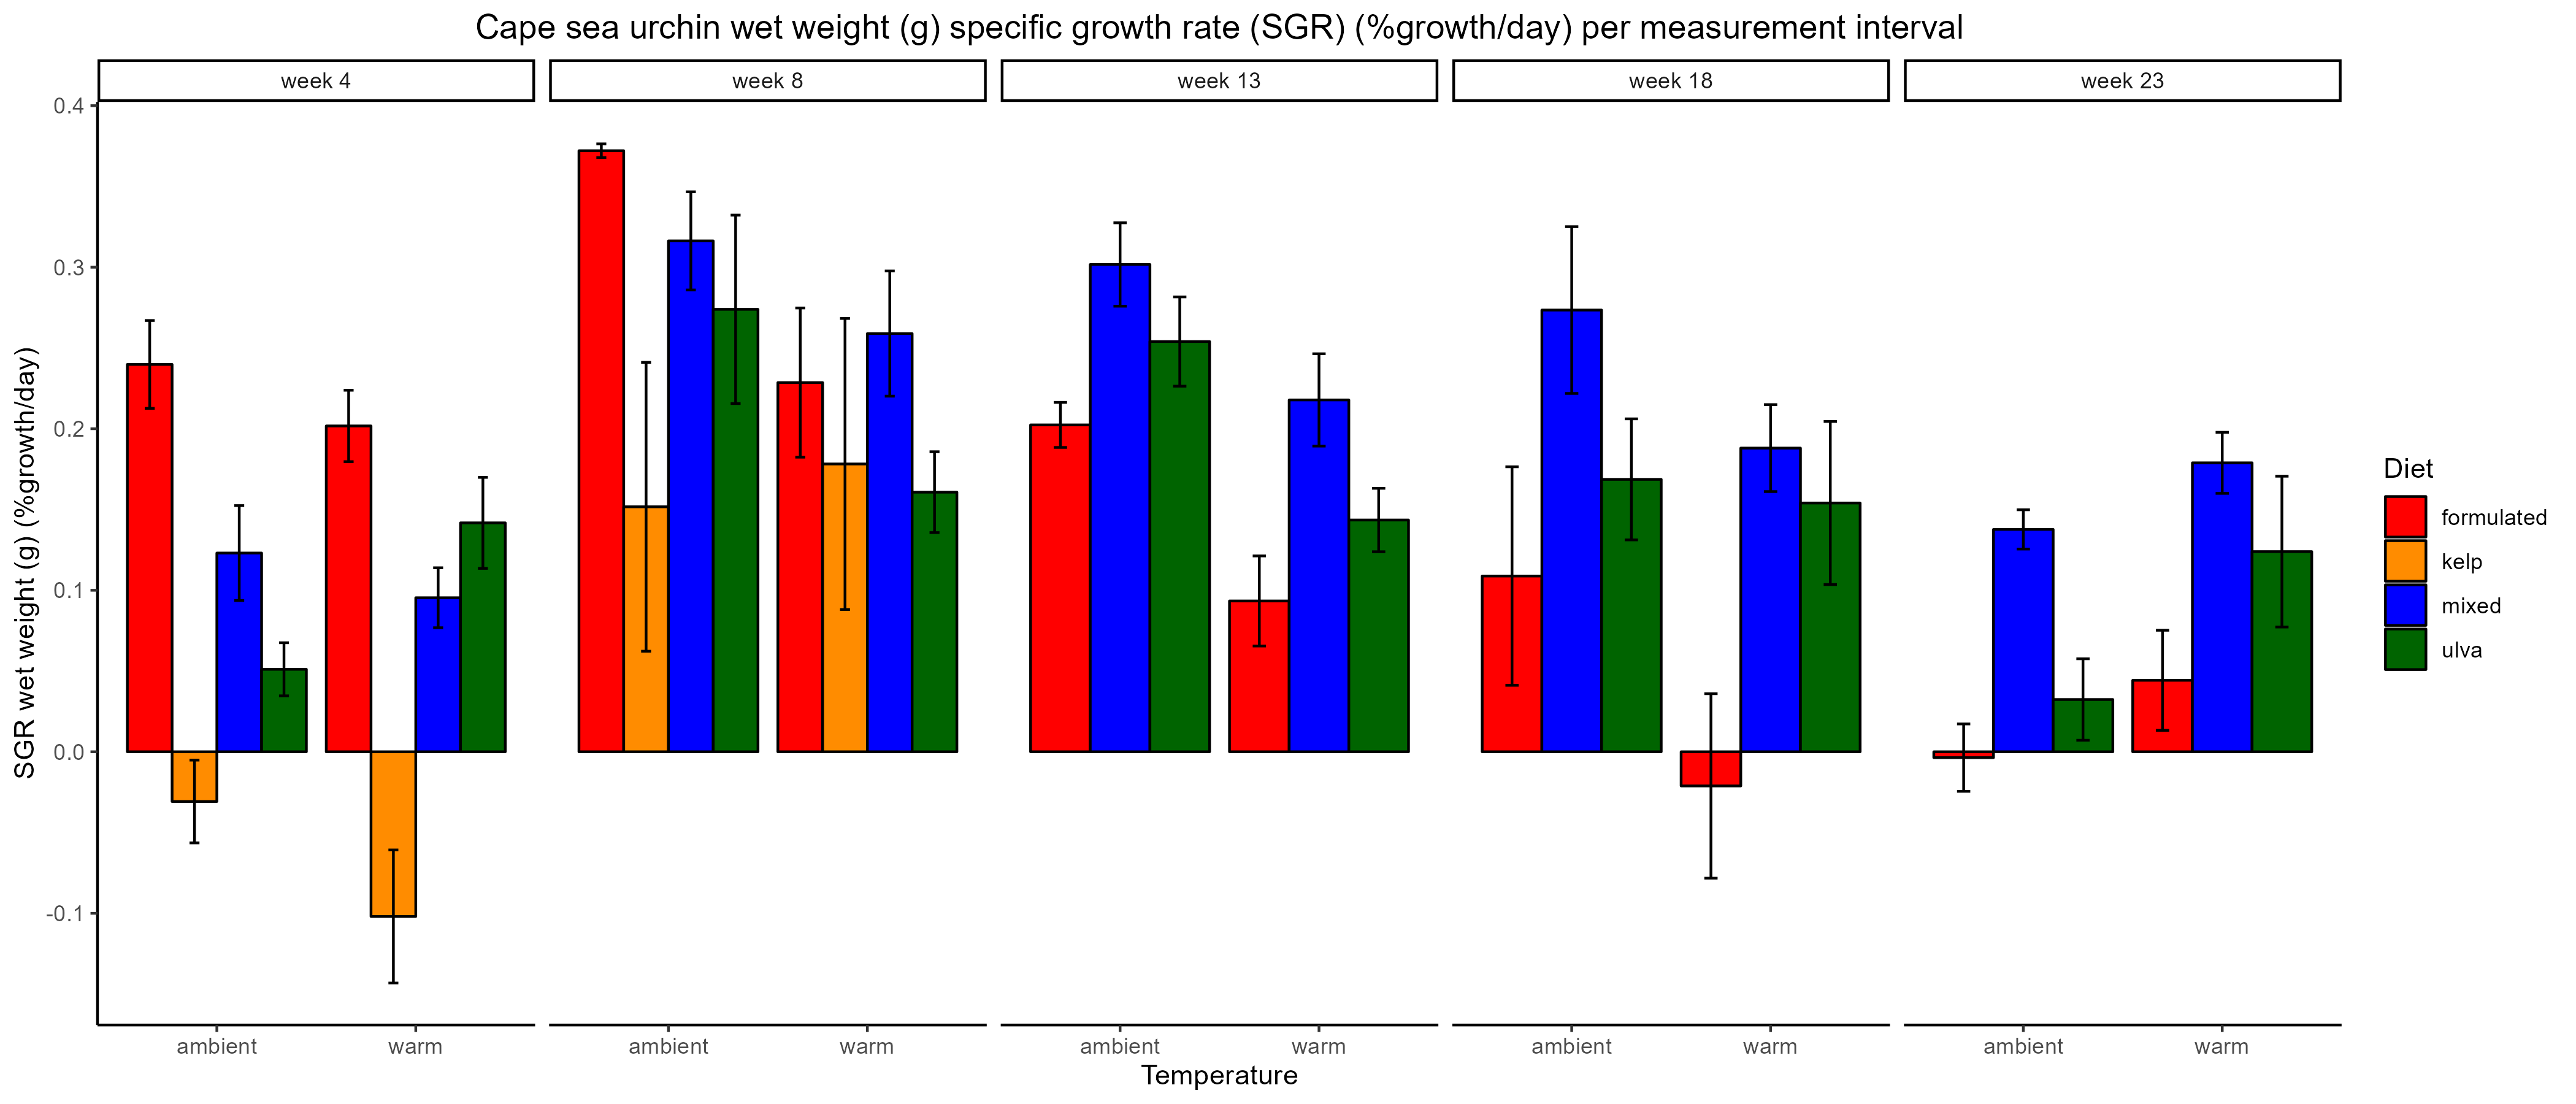 Cape sea urchin wet weight (g) specific growth rate (SGR) (%growth/day) per measurement interval
week 4
week 8
week 13
week 18
week 23
SGR wet weight (g) (%growth/day)
0.4
0.3
0.2
0.1
0.0
-0.1
ambient
warm
ambient
warm
ambient
warm
ambient
warm
ambient
warm
Temperature
Diet
formulated
kelp
mixed
ulva